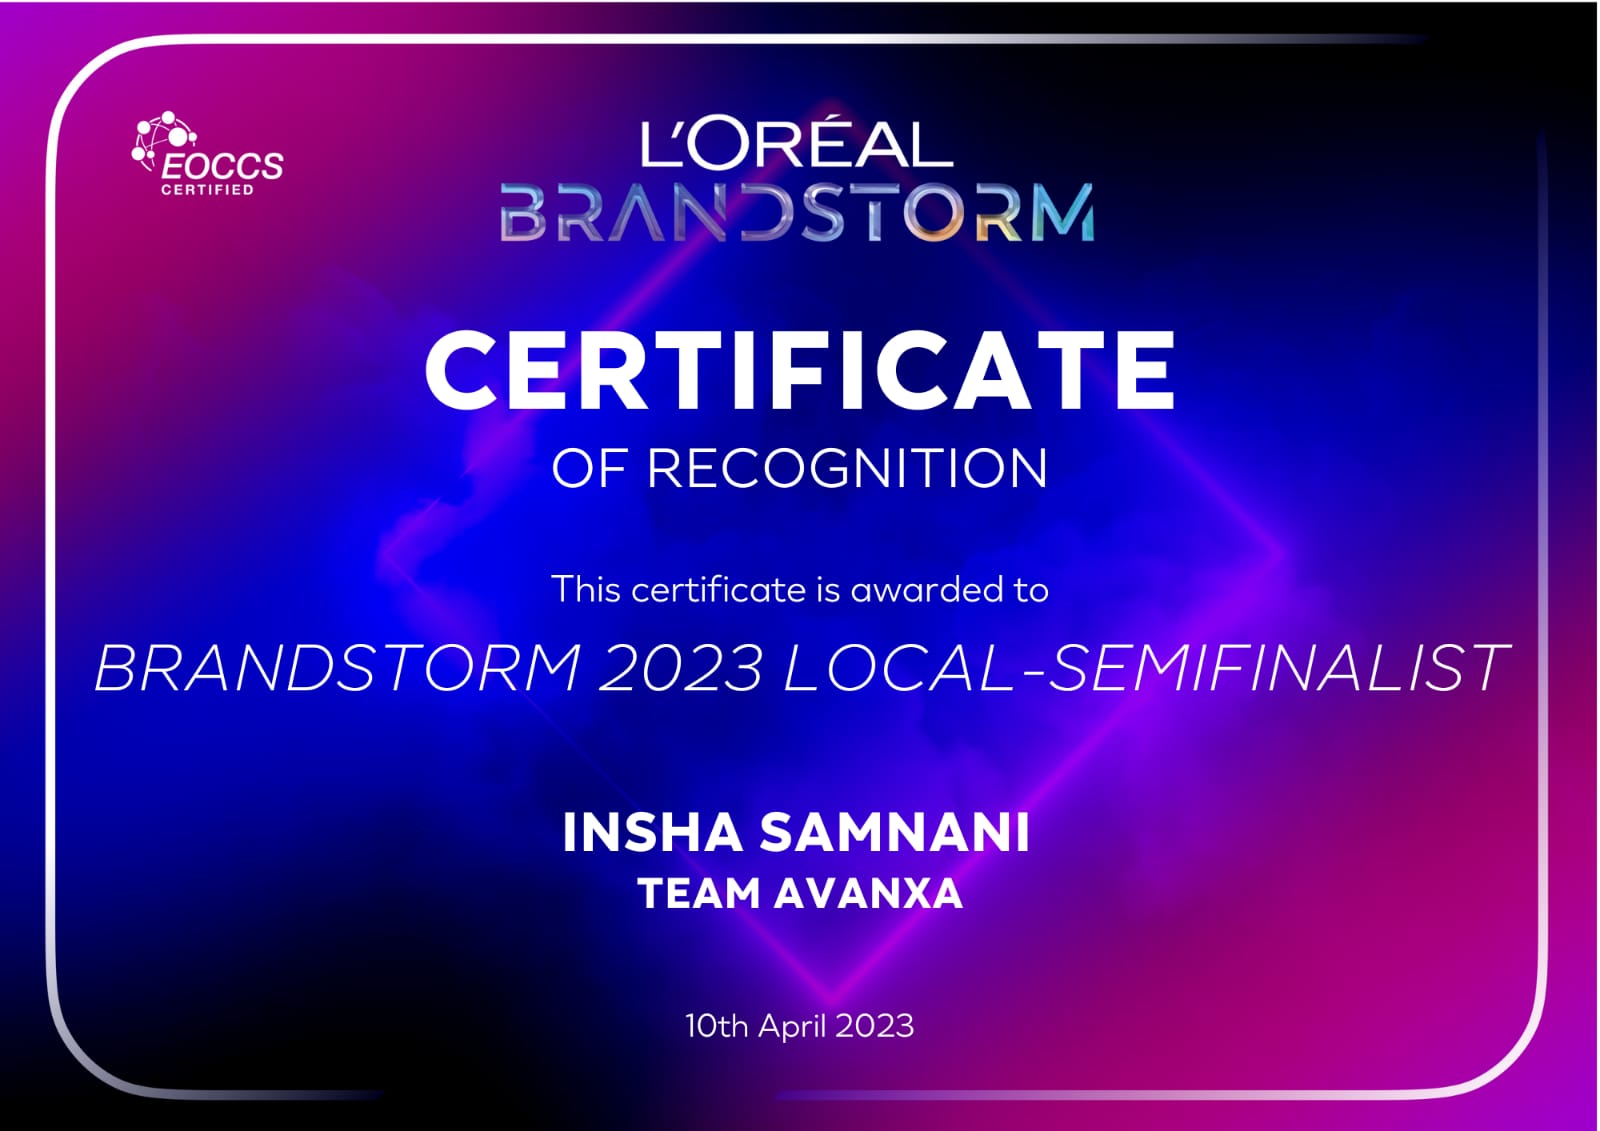 EOCCS
CERTIFIED
L'ORÉAL
BRANDSTORM
CERTIFICATE
OF RECOGNITION
This certificate is awarded to
BRANDSTORM 2023 LOCAL-SEMIFINALIST
INSHA SAMNANI
TEAM AVANXA
10th April 2023